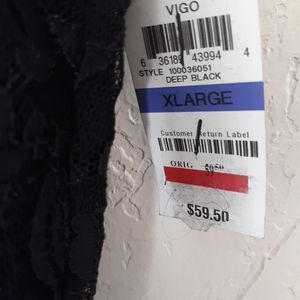 VIGO
6 36189 43994 4
STYLE 100036051
DEEP BLACK
XLARGE
Customer Return Label
ORIG
$59.50